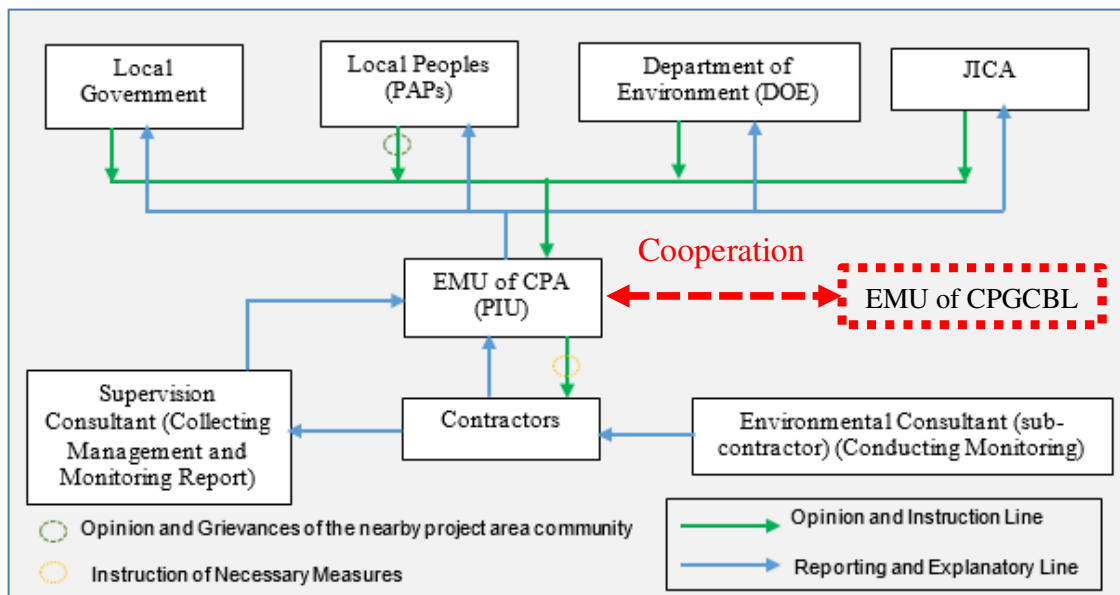 Local
Government
Local Peoples
(PAPs)
Department of
Environment (DOE)
JICA
Cooperation
EMU of CPA
(PIU)
EMU of CPGCBL
Supervision
Consultant (Collecting
Management and
Monitoring Report)
Contractors
Environmental Consultant (sub-
contractor) (Conducting Monitoring)
Opinion and Grievances of the nearby project area community
Instruction of Necessary Measures
Opinion and Instruction Line
Reporting and Explanatory Line